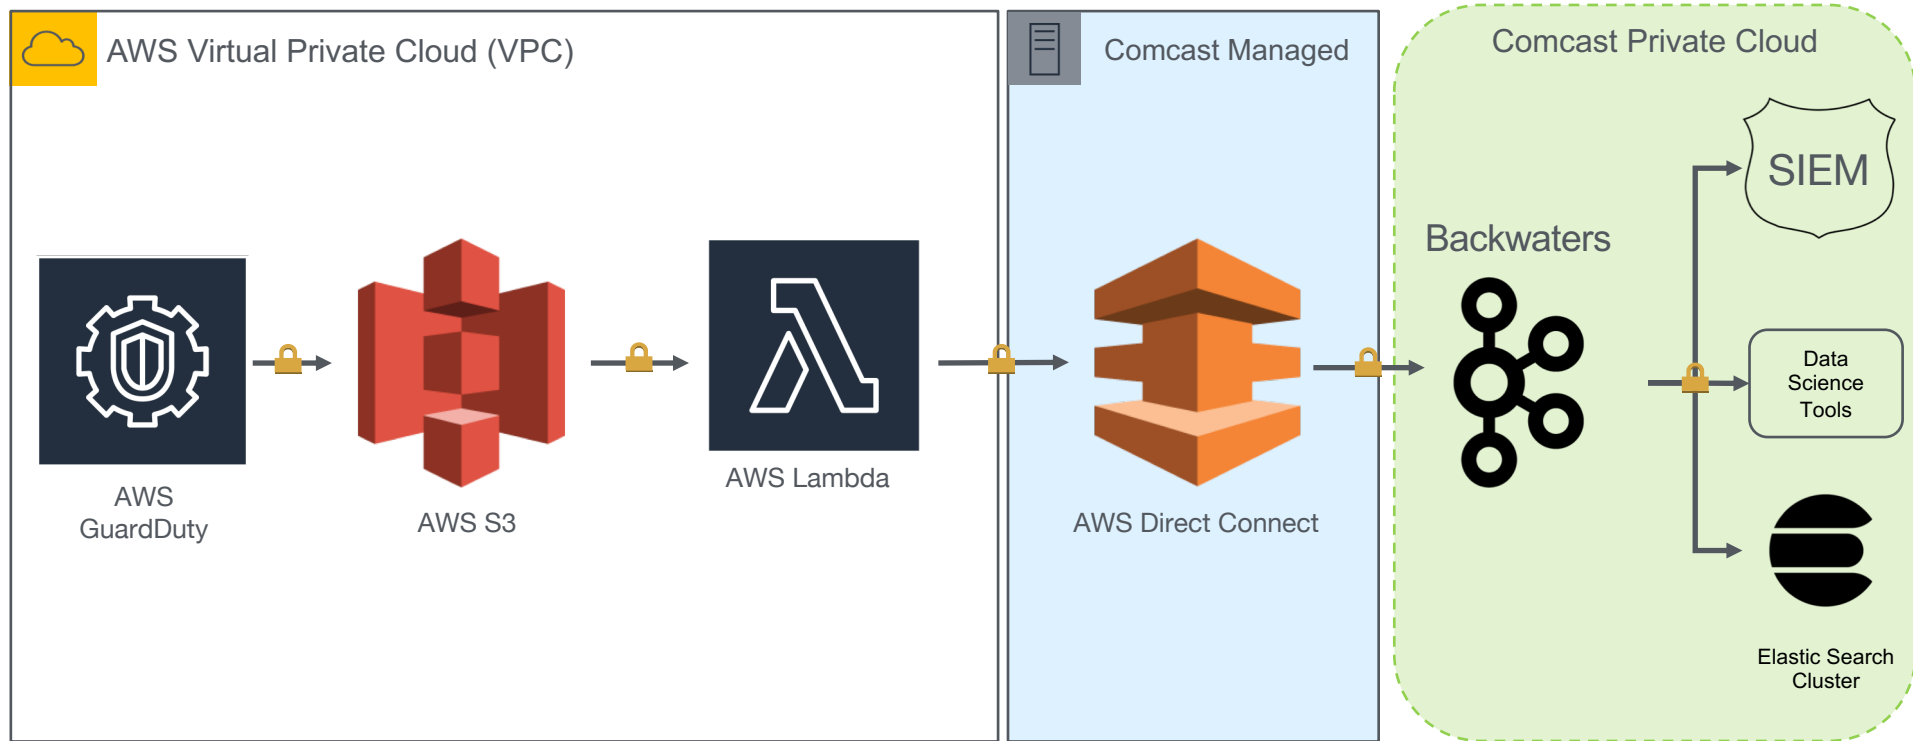 AWS Virtual Private Cloud (VPC)
Comcast Managed
Comcast Private Cloud
SIEM
Backwaters
Data
Science
Tools
AWS
GuardDuty
AWS S3
AWS Lambda
AWS Direct Connect
Elastic Search
Cluster